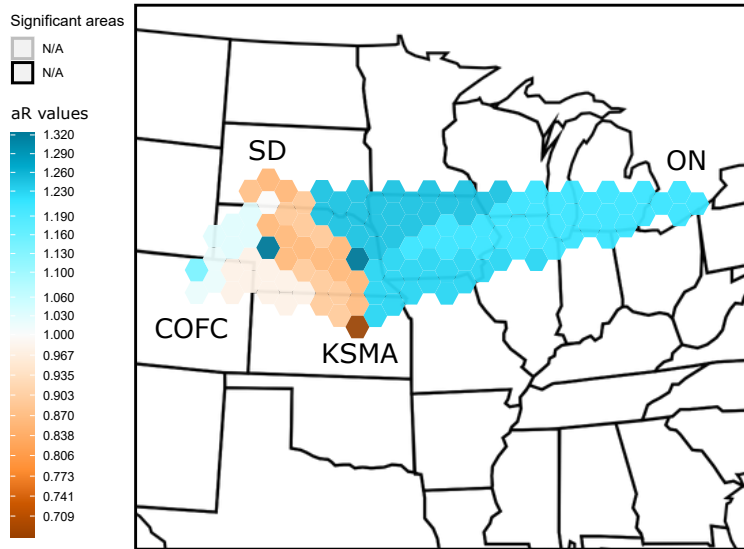 Significant areas
N/A
N/A
aR values
1.320
1.290
1.260
1.230
1.190
1.160
1.130
1.100
1.060
1.030
1.000
0.967
0.935
0.903
0.870
0.838
0.806
0.773
0.741
0.709
SD
ON
COFC
KSMA